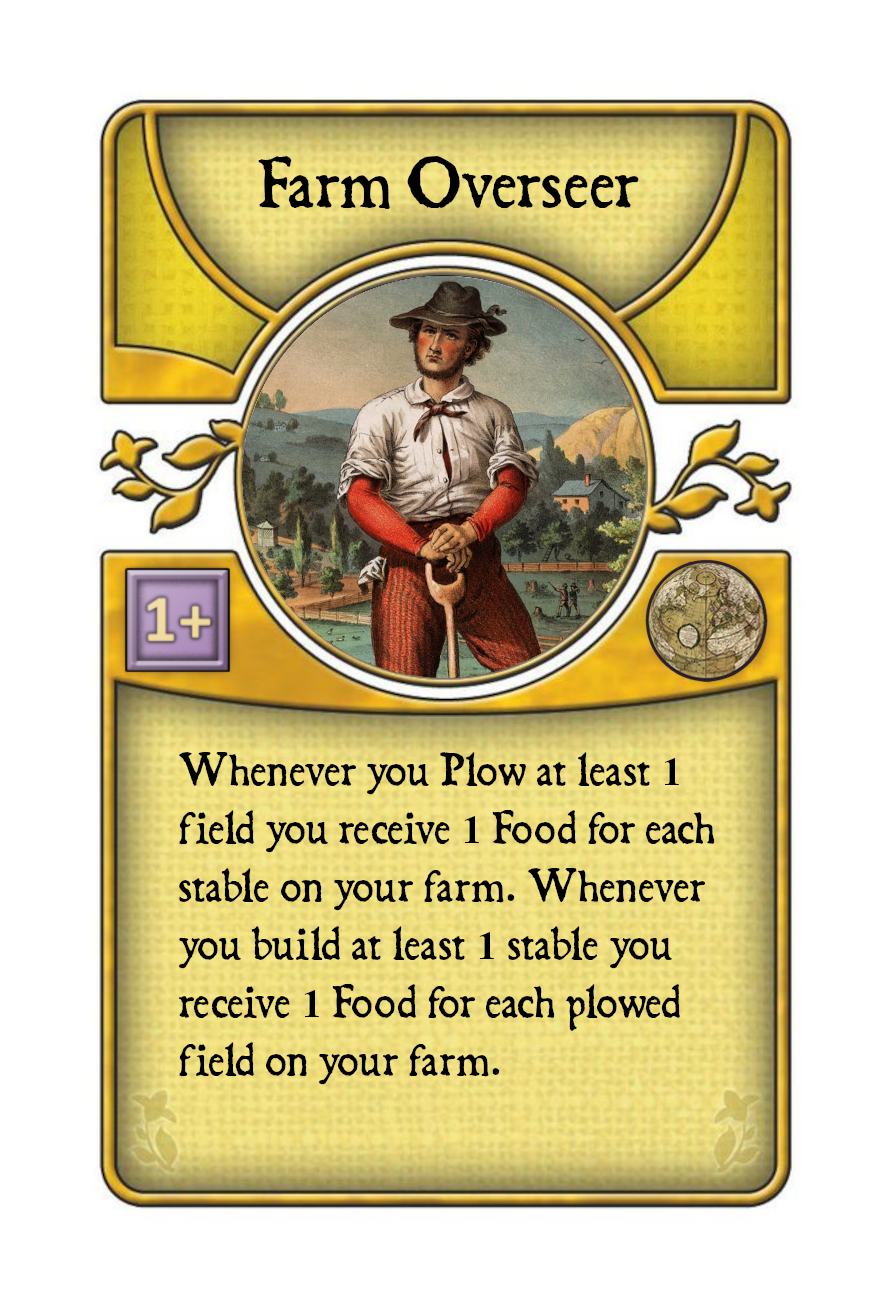 Farm Overseer
1+
Whenever you Plow at least 1
field you receive 1 Food for each
stable on your farm. Whenever
you build at least 1 stable you
receive 1 Food for each plowed
field on your farm.